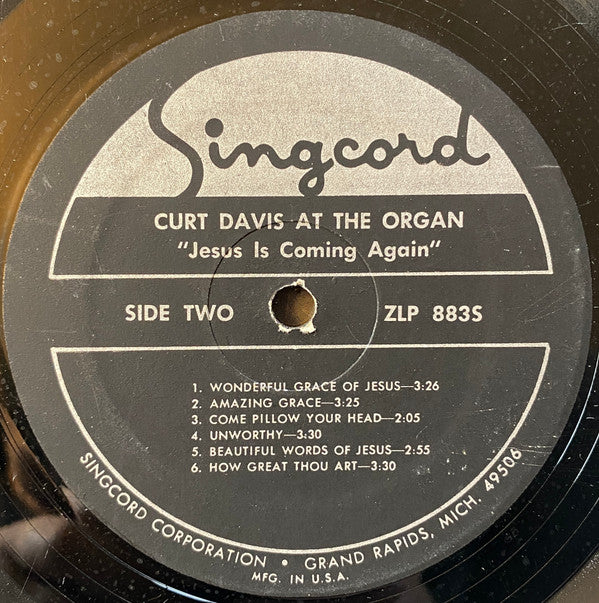 Singcord
CURT DAVIS AT THE ORGAN
"Jesus Is Coming Again"
SIDE TWO ZLP 883S
1. WONDERFUL GRACE OF JESUS—3:26
2. AMAZING GRACE—3:25
3. COME PILLOW YOUR HEAD—2:05
4. UNWORTHY—3:30
5. BEAUTIFUL WORDS OF JESUS—2:55
6. HOW GREAT THOU ART—3:30
SINGCORD CORPORATION • GRAND RAPIDS, MICH. 49506
MFG. IN U.S.A.